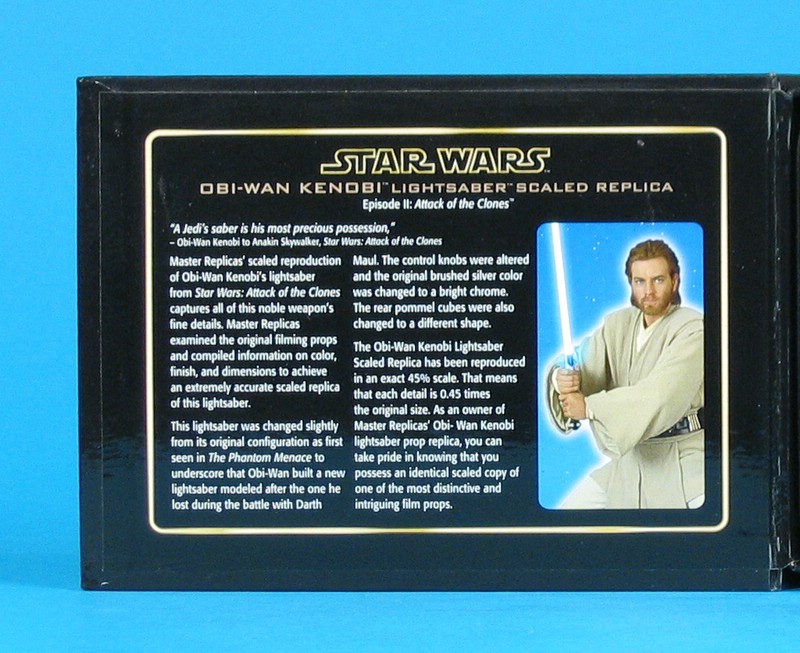 STAR WARS™
OBI-WAN KENOBI™ LIGHTSABER™ SCALED REPLICA
Episode II: Attack of the Clones™
"A Jedi's saber is his most precious possession,"
– Obi-Wan Kenobi to Anakin Skywalker, Star Wars: Attack of the Clones
Master Replicas' scaled reproduction
of Obi-Wan Kenobi's lightsaber
from Star Wars: Attack of the Clones
captures all of this noble weapon's
fine details. Master Replicas
examined the original filming props
and compiled information on color,
finish, and dimensions to achieve
an extremely accurate scaled replica
of this lightsaber.
This lightsaber was changed slightly
from its original configuration as first
seen in The Phantom Menace to
underscore that Obi-Wan built a new
lightsaber modeled after the one he
lost during the battle with Darth
Maul. The control knobs were altered
and the original brushed silver color
was changed to a bright chrome.
The rear pommel cubes were also
changed to a different shape.
The Obi-Wan Kenobi Lightsaber
Scaled Replica has been reproduced
in an exact 45% scale. That means
that each detail is 0.45 times
the original size. As an owner of
Master Replicas' Obi- Wan Kenobi
lightsaber prop replica, you can
take pride in knowing that you
possess an identical scaled copy of
one of the most distinctive and
intriguing film props.